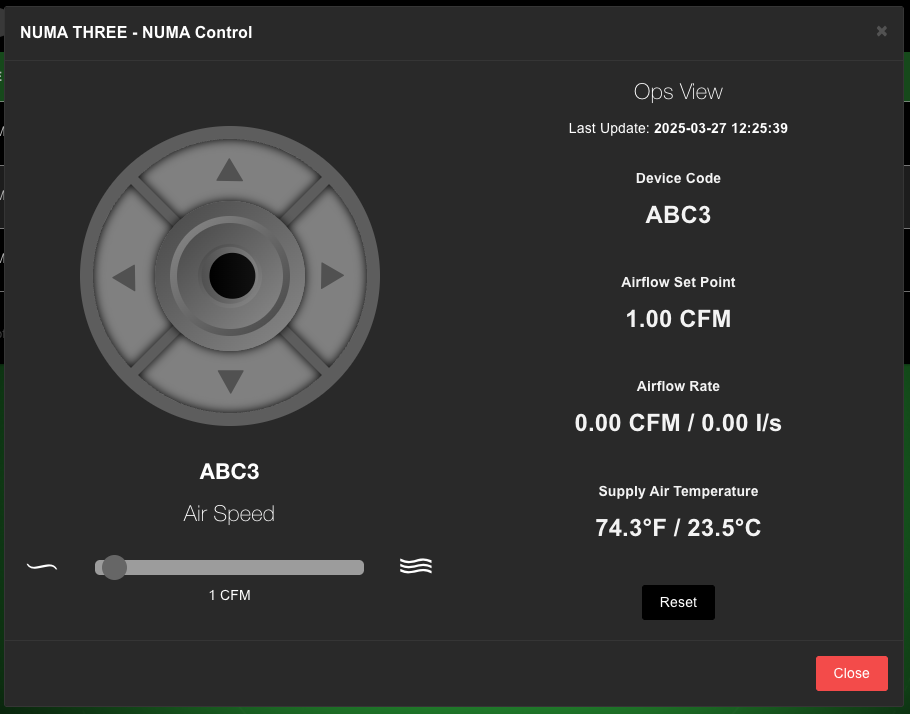 NUMA THREE - NUMA Control
×
Ops View
Last Update: 2025-03-27 12:25:39
Device Code
ABC3
Airflow Set Point
1.00 CFM
Airflow Rate
0.00 CFM / 0.00 l/s
Supply Air Temperature
74.3°F / 23.5°C
Reset
ABC3
Air Speed
1 CFM
Close